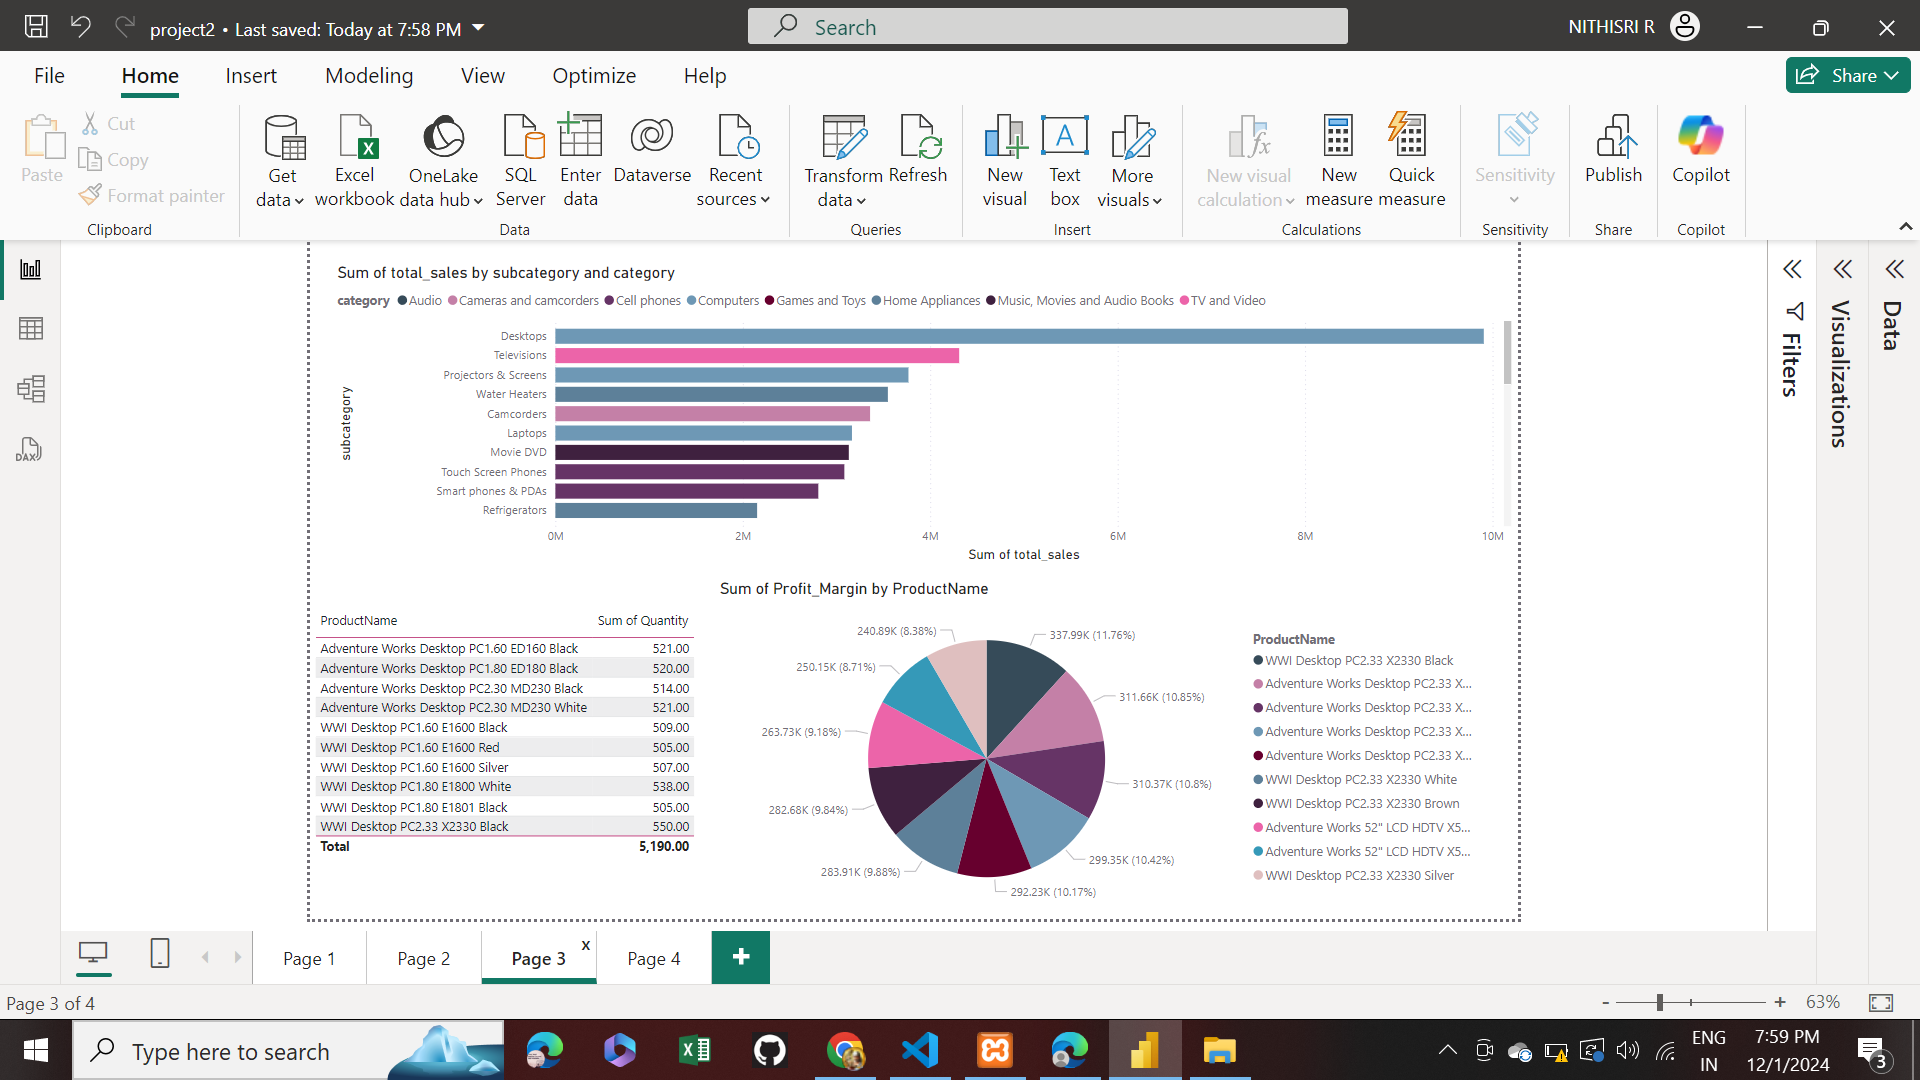 project2 • Last saved: Today at 7:58 PM
Search
NITHISRI R
File Home Insert Modeling View Optimize Help
Share
Paste
Cut
Copy
Format painter
Get data
Excel workbook
OneLake data hub
SQL Server
Enter data
Dataverse
Recent sources
Transform data
Refresh
New visual
Text box
More visuals
New visual calculation
New measure
Quick measure
Sensitivity
Publish
Copilot
Clipboard Data Queries Insert Calculations Sensitivity Share Copilot
DAX
Sum of total_sales by subcategory and category
category Audio Cameras and camcorders Cell phones Computers Games and Toys Home Appliances Music, Movies and Audio Books TV and Video
subcategory
Desktops
Televisions
Projectors & Screens
Water Heaters
Camcorders
Laptops
Movie DVD
Touch Screen Phones
Smart phones & PDAs
Refrigerators
0M 2M 4M 6M 8M 10M
Sum of total_sales
Filters
Visualizations
Data
ProductName Sum of Quantity
Adventure Works Desktop PC1.60 ED160 Black 521.00
Adventure Works Desktop PC1.80 ED180 Black 520.00
Adventure Works Desktop PC2.30 MD230 Black 514.00
Adventure Works Desktop PC2.30 MD230 White 521.00
WWI Desktop PC1.60 E1600 Black 509.00
WWI Desktop PC1.60 E1600 Red 505.00
WWI Desktop PC1.60 E1600 Silver 507.00
WWI Desktop PC1.80 E1800 White 538.00
WWI Desktop PC1.80 E1801 Black 505.00
WWI Desktop PC2.33 X2330 Black 550.00
Total 5,190.00
Sum of Profit_Margin by ProductName
337.99K (11.76%)
311.66K (10.85%)
310.37K (10.8%)
299.35K (10.42%)
292.23K (10.17%)
283.91K (9.88%)
282.68K (9.84%)
263.73K (9.18%)
250.15K (8.71%)
240.89K (8.38%)
ProductName
WWI Desktop PC2.33 X2330 Black
Adventure Works Desktop PC2.33 X...
Adventure Works Desktop PC2.33 X...
Adventure Works Desktop PC2.33 X...
Adventure Works Desktop PC2.33 X...
WWI Desktop PC2.33 X2330 White
WWI Desktop PC2.33 X2330 Brown
Adventure Works 52" LCD HDTV X5...
Adventure Works 52" LCD HDTV X5...
WWI Desktop PC2.33 X2330 Silver
Page 1 Page 2 Page 3 x Page 4 +
Page 3 of 4
- + 63%
Type here to search
ENG
IN
7:59 PM
12/1/2024
3